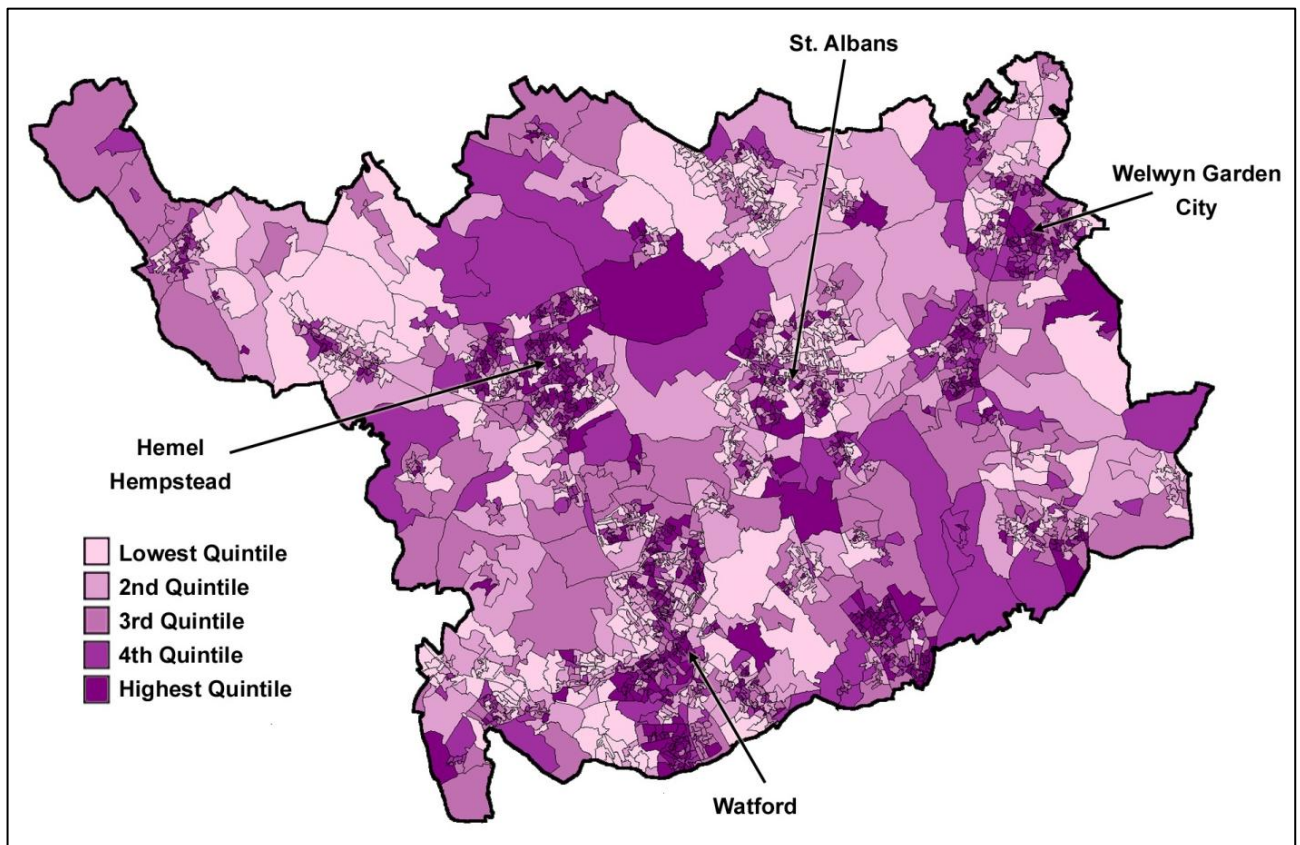 St. Albans
Welwyn Garden
City
Hemel
Hempstead
Lowest Quintile
2nd Quintile
3rd Quintile
4th Quintile
Highest Quintile
Watford